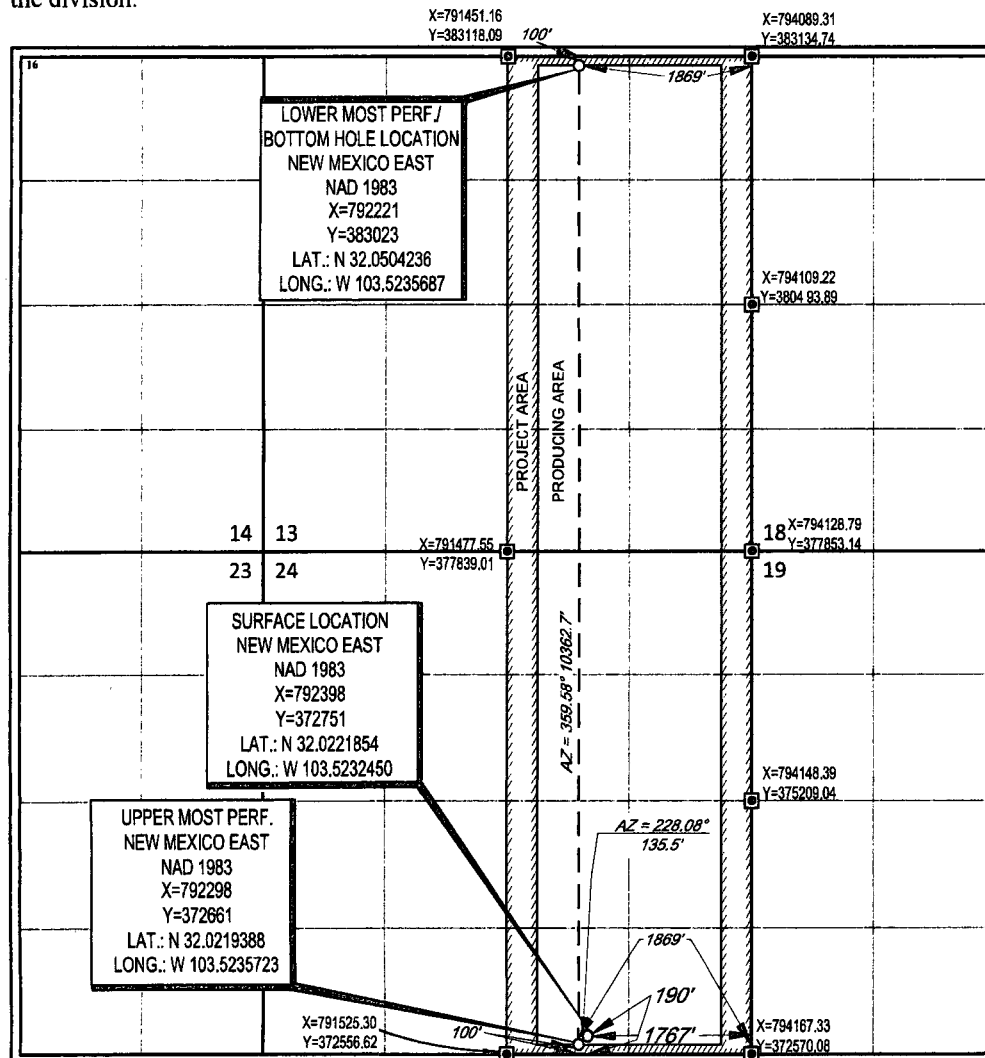 the division.
X=791451.16
Y=383118.09
100'
X=794089.31
Y=383134.74
16
1869'
LOWER MOST PERF./
BOTTOM HOLE LOCATION
NEW MEXICO EAST
NAD 1983
X=792221
Y=383023
LAT.: N 32.0504236
LONG.: W 103.5235687
X=794109.22
Y=3804 93.89
PROJECT AREA
PRODUCING AREA
14 13
X=791477.55
Y=377839.01
18 X=794128.79
Y=377853.14
23 24
19
SURFACE LOCATION
NEW MEXICO EAST
NAD 1983
X=792398
Y=372751
LAT.: N 32.0221854
LONG.: W 103.5232450
AZ = 359.58° 10362.7'
X=794148.39
Y=375209.04
UPPER MOST PERF.
NEW MEXICO EAST
NAD 1983
X=792298
Y=372661
LAT.: N 32.0219388
LONG.: W 103.5235723
AZ = 228.08°
135.5'
1869'
190'
X=791525.30
Y=372556.62
100'
1767'
X=794167.33
Y=372570.08